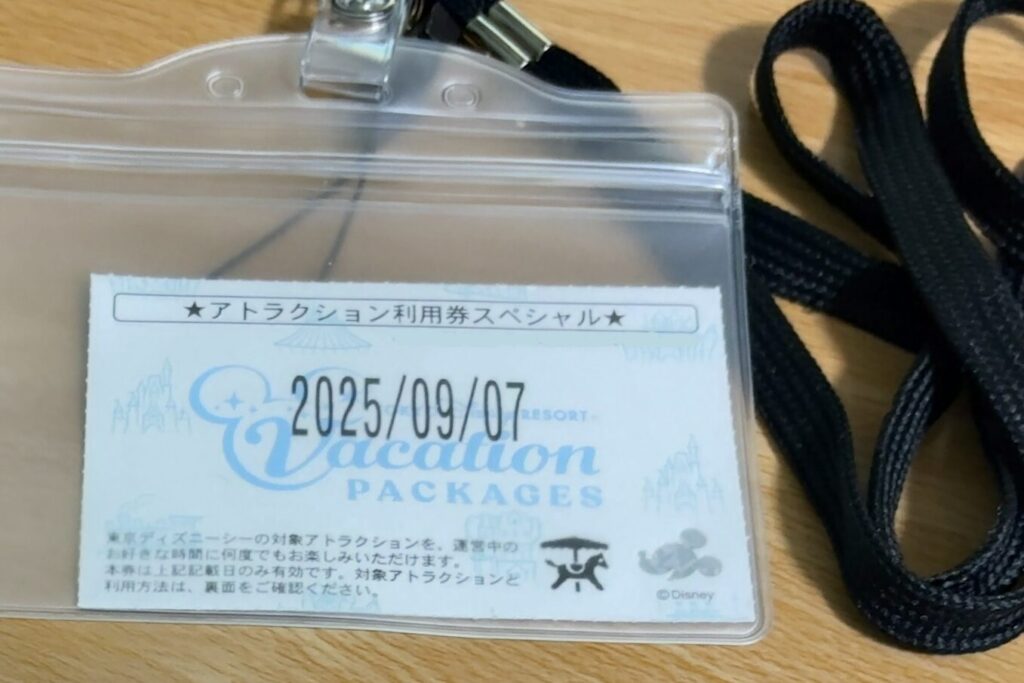 ★アトラクション利用券スペシャル★
2025/09/07
RESORT
Vacation
PACKAGES
東京ディズニーシーの対象アトラクションを、運営中の
お好きな時間に何度でもお楽しみいただけます。
本券は上記記載日のみ有効です。対象アトラクションと
利用方法は、裏面をご確認ください。
©Disney